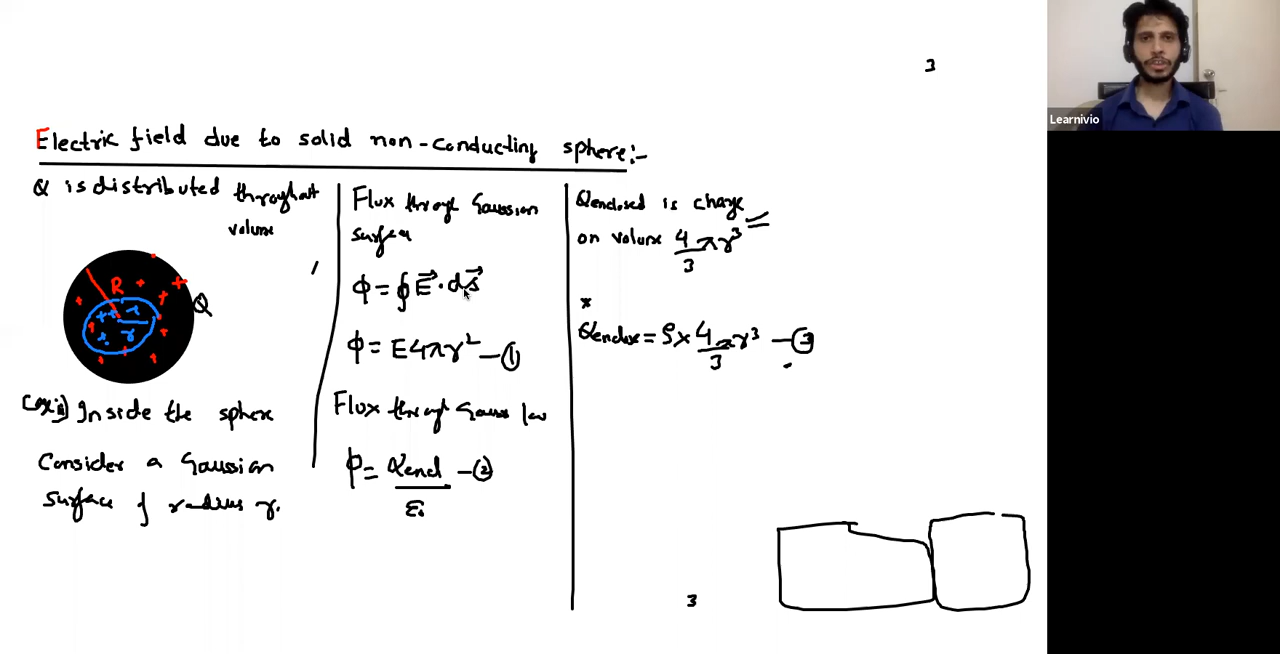 3
Electric field due to solid non-conducting sphere:-
Q is distributed throughout
volume
R
r
Q
Case i) Inside the sphere
Consider a Gaussian
surface of radius r.
Flux through Gaussian
surface
ϕ = ∮ E⃗ · ds⃗
ϕ = E4πr² —①
Flux through Gauss law
ϕ = Qencl —②
ε₀
Qenclosed is charge
on volume 4/3 πr³
Qenclose = ρ × 4/3 πr³ —③
3
Learnivio